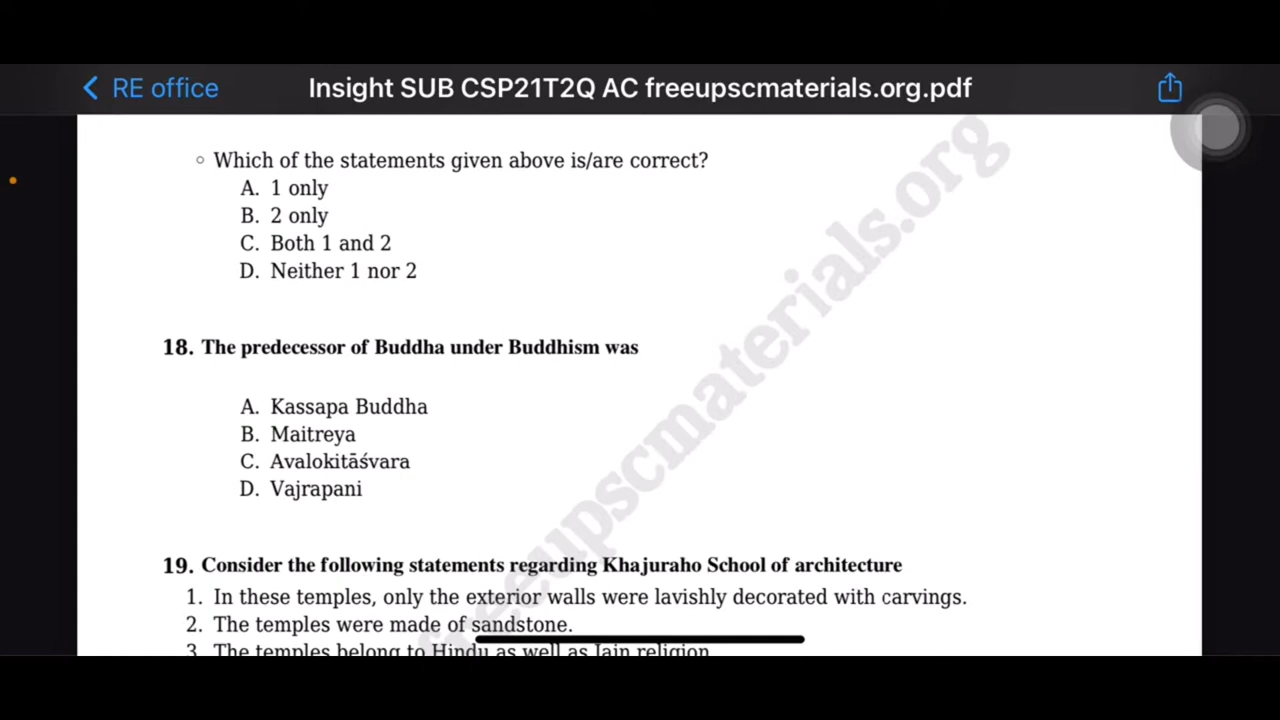 RE office
Insight SUB CSP21T2Q AC freeupscmaterials.org.pdf
◦ Which of the statements given above is/are correct?
A. 1 only
B. 2 only
C. Both 1 and 2
D. Neither 1 nor 2
18. The predecessor of Buddha under Buddhism was
A. Kassapa Buddha
B. Maitreya
C. Avalokitāśvara
D. Vajrapani
19. Consider the following statements regarding Khajuraho School of architecture
1. In these temples, only the exterior walls were lavishly decorated with carvings.
2. The temples were made of sandstone.
3. The temples belong to Hindu as well as Jain religion
freeupscmaterials.org